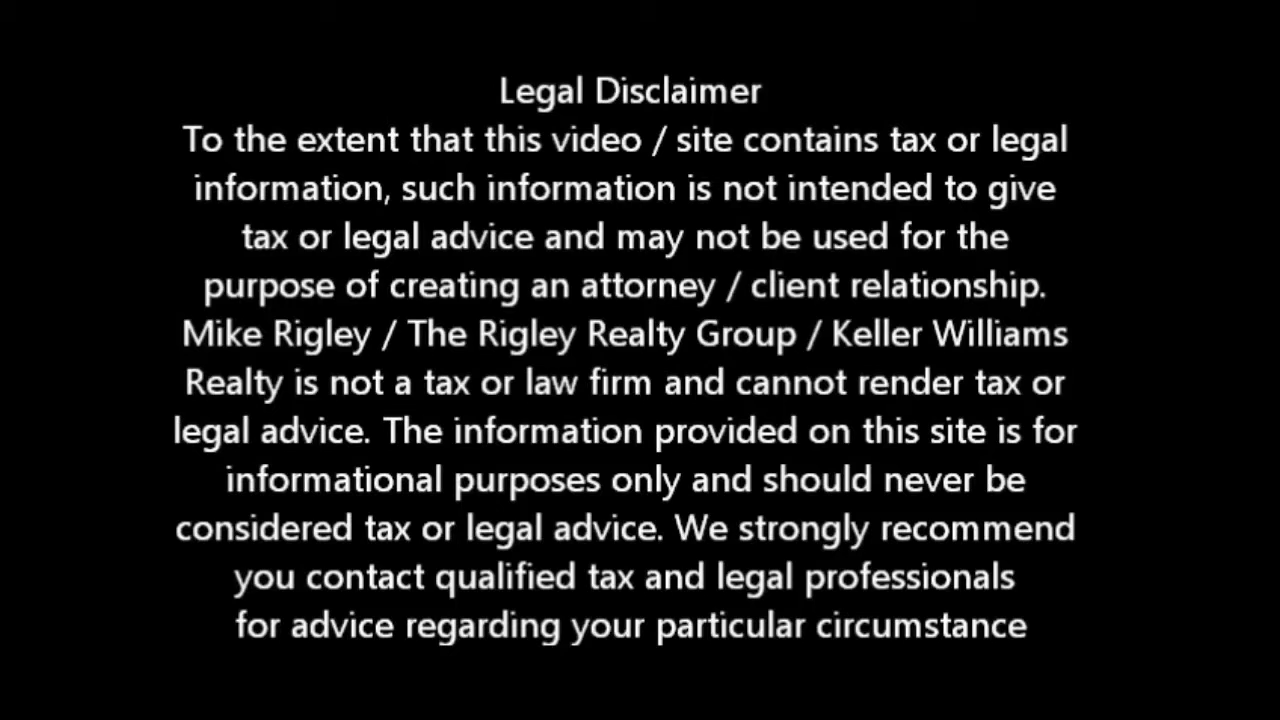 Legal Disclaimer
To the extent that this video / site contains tax or legal
information, such information is not intended to give
tax or legal advice and may not be used for the
purpose of creating an attorney / client relationship.
Mike Rigley / The Rigley Realty Group / Keller Williams
Realty is not a tax or law firm and cannot render tax or
legal advice. The information provided on this site is for
informational purposes only and should never be
considered tax or legal advice. We strongly recommend
you contact qualified tax and legal professionals
for advice regarding your particular circumstance